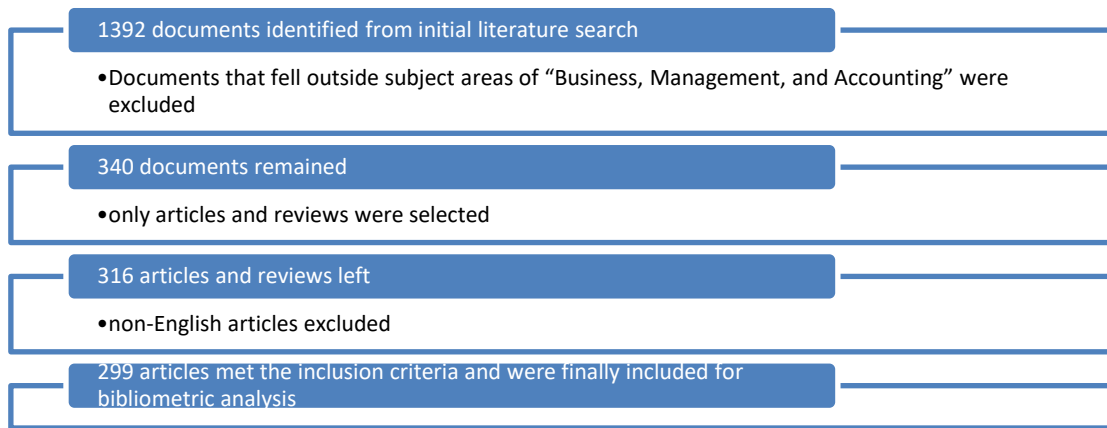 1392 documents identified from initial literature search
•Documents that fell outside subject areas of “Business, Management, and Accounting” were
excluded
340 documents remained
•only articles and reviews were selected
316 articles and reviews left
•non-English articles excluded
299 articles met the inclusion criteria and were finally included for
bibliometric analysis